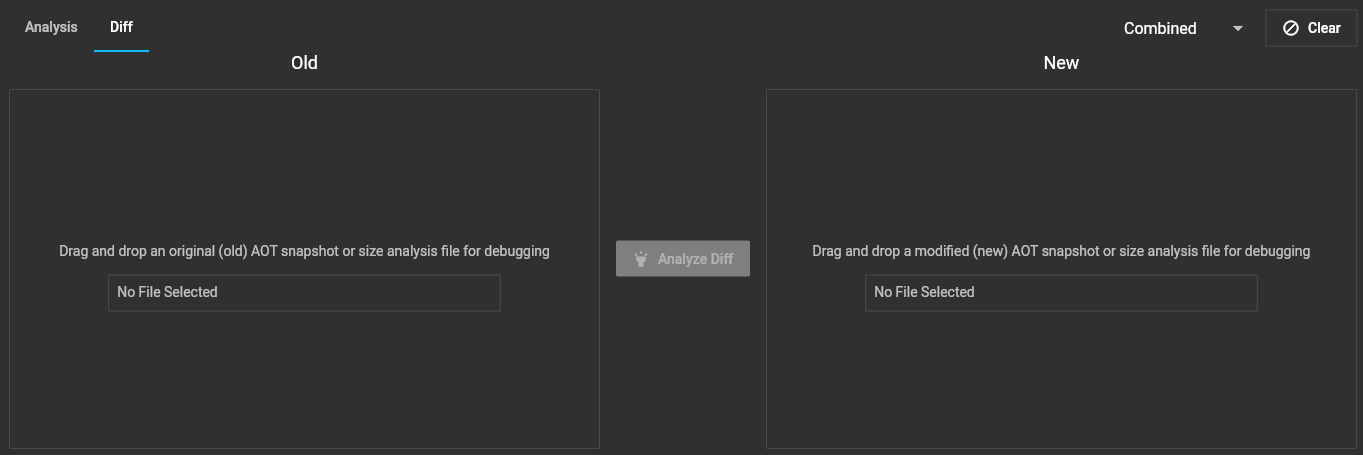 Analysis
Diff
Combined
Clear
Old
New
Drag and drop an original (old) AOT snapshot or size analysis file for debugging
No File Selected
Analyze Diff
Drag and drop a modified (new) AOT snapshot or size analysis file for debugging
No File Selected